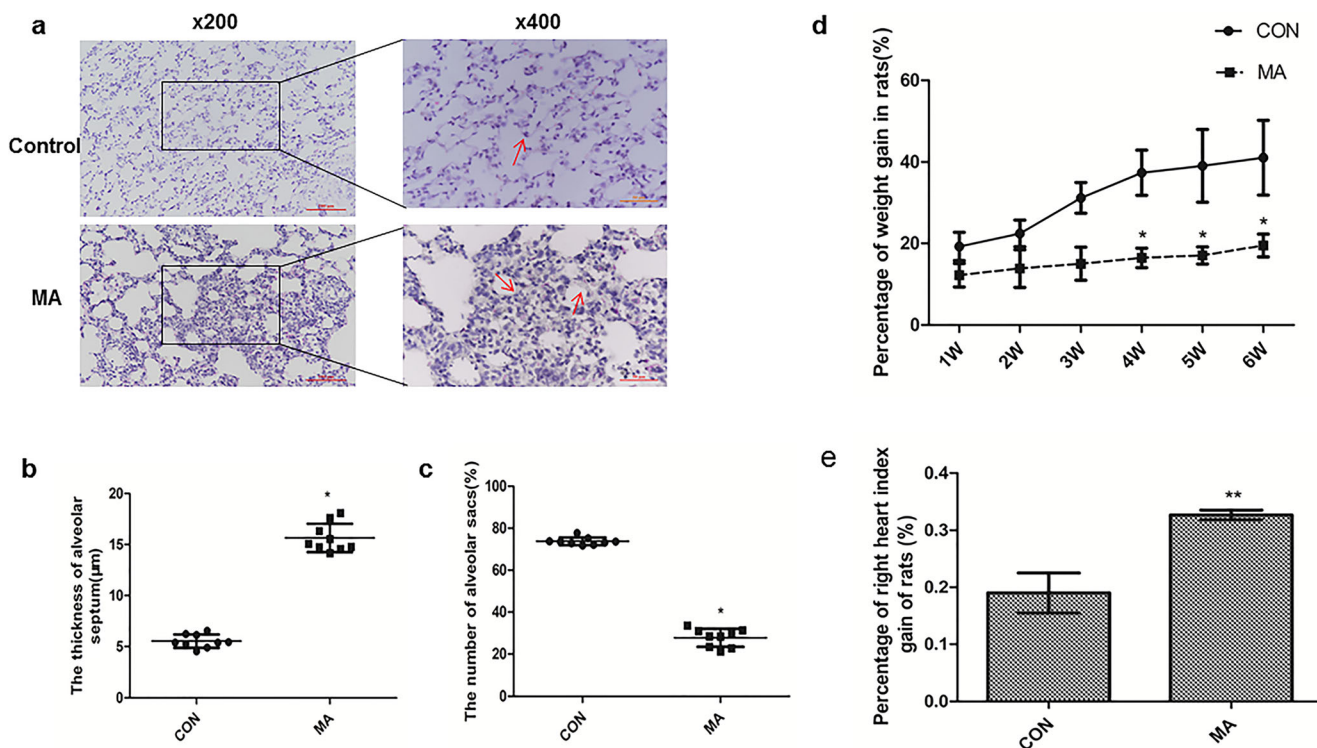 a
x200
x400
Control
MA
b
The thickness of alveolar
septum(μm)
20
15
10
5
0
*
CON
MA
c
The number of alveolar sacs(%)
100
80
60
40
20
0
*
CON
MA
d
CON
MA
Percentage of weight gain in rats(%)
60
40
20
0
*
*
*
1W
2W
3W
4W
5W
6W
e
Percentage of right heart index
gain of rats (%)
0.4
0.3
0.2
0.1
0.0
**
CON
MA